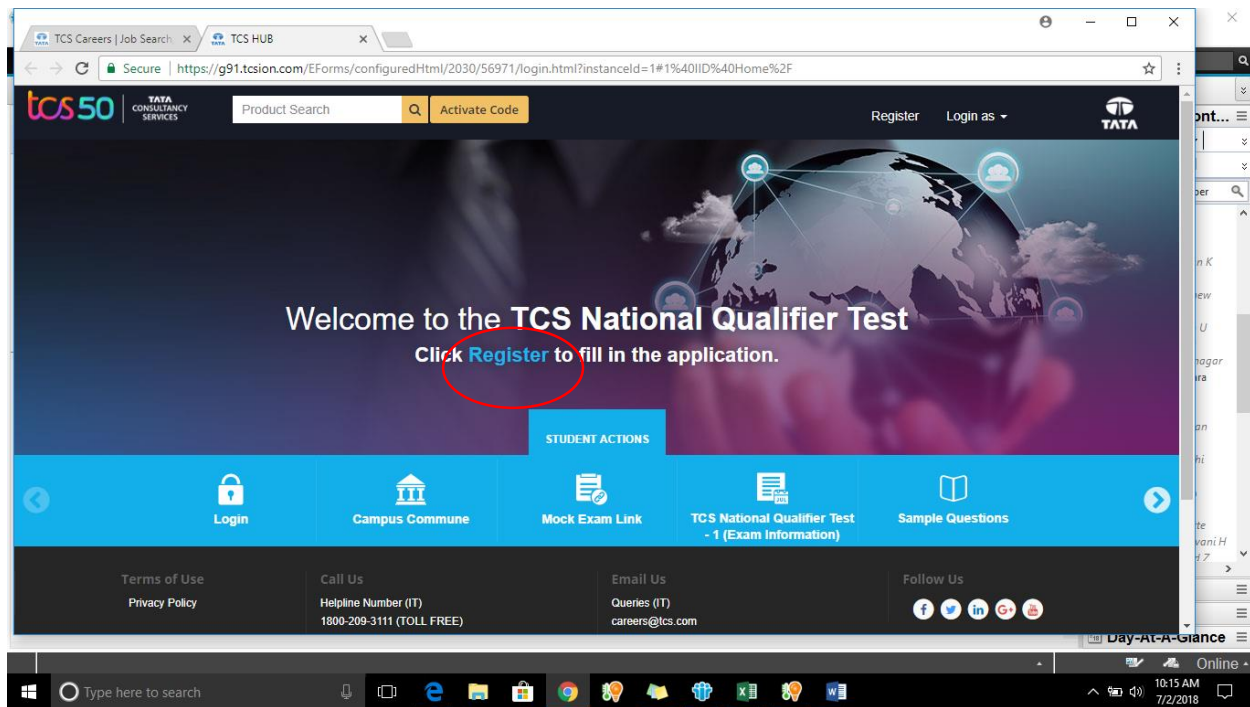 TCS Careers | Job Search,
TCS HUB
Secure | https://g91.tcsion.com/EForms/configuredHtml/2030/56971/login.html?instanceId=1#1%40IID%40Home%2F
tcs 50
TATA
CONSULTANCY
SERVICES
Product Search
Activate Code
Register
Login as
TATA
Welcome to the TCS National Qualifier Test
Click Register to fill in the application.
STUDENT ACTIONS
Login
Campus Commune
Mock Exam Link
TCS National Qualifier Test
- 1 (Exam Information)
Sample Questions
Terms of Use
Privacy Policy
Call Us
Helpline Number (IT)
1800-209-3111 (TOLL FREE)
Email Us
Queries (IT)
careers@tcs.com
Follow Us
Day-At-A-Glance
Online
Type here to search
10:15 AM
7/2/2018